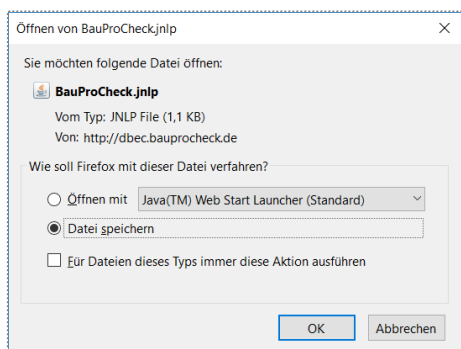 Öffnen von BauProCheck.jnlp
Sie möchten folgende Datei öffnen:
BauProCheck.jnlp
Vom Typ: JNLP File (1,1 KB)
Von: http://dbec.bauprocheck.de
Wie soll Firefox mit dieser Datei verfahren?
Öffnen mit Java(TM) Web Start Launcher (Standard)
Datei speichern
Für Dateien dieses Typs immer diese Aktion ausführen
OK Abbrechen